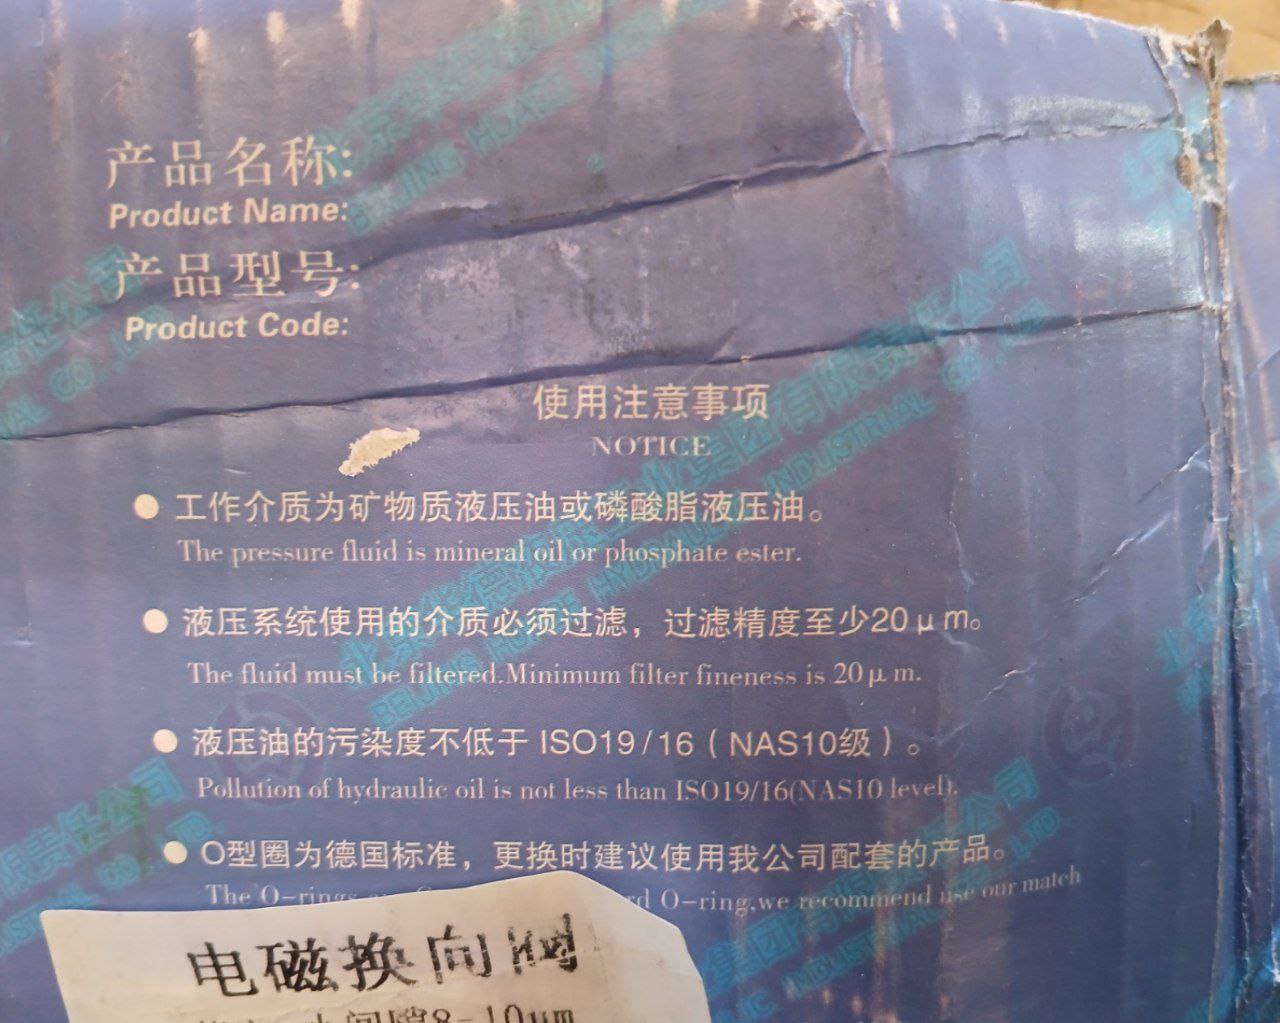 产品名称:
Product Name:
产品型号:
Product Code:
使用注意事项
NOTICE
● 工作介质为矿物质液压油或磷酸脂液压油。
The pressure fluid is mineral oil or phosphate ester.
● 液压系统使用的介质必须过滤，过滤精度至少20μm。
The fluid must be filtered.Minimum filter fineness is 20μm.
● 液压油的污染度不低于 ISO19/16（NAS10级）。
Pollution of hydraulic oil is not less than ISO19/16(NAS10 level).
● O型圈为德国标准，更换时建议使用我公司配套的产品。
The O-rings rd O-ring,we recommend use our match
电磁换向阀
间隙8-10μm